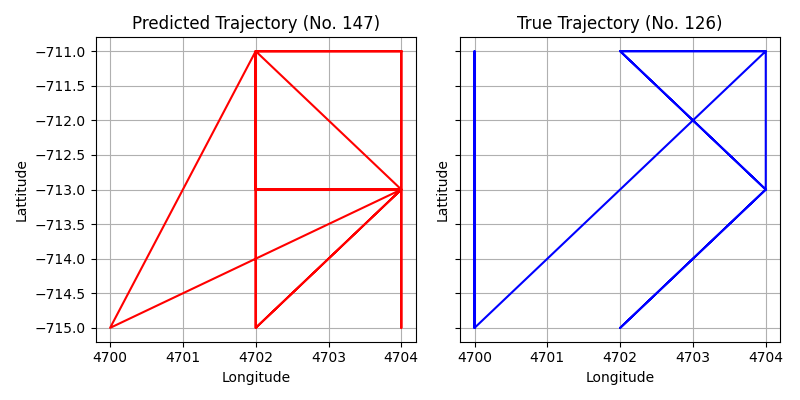 Predicted Trajectory (No. 147)
True Trajectory (No. 126)
−711.0
−711.5
−712.0
−712.5
−713.0
−713.5
−714.0
−714.5
−715.0
Lattitude
Lattitude
4700 4701 4702 4703 4704
4700 4701 4702 4703 4704
Longitude
Longitude